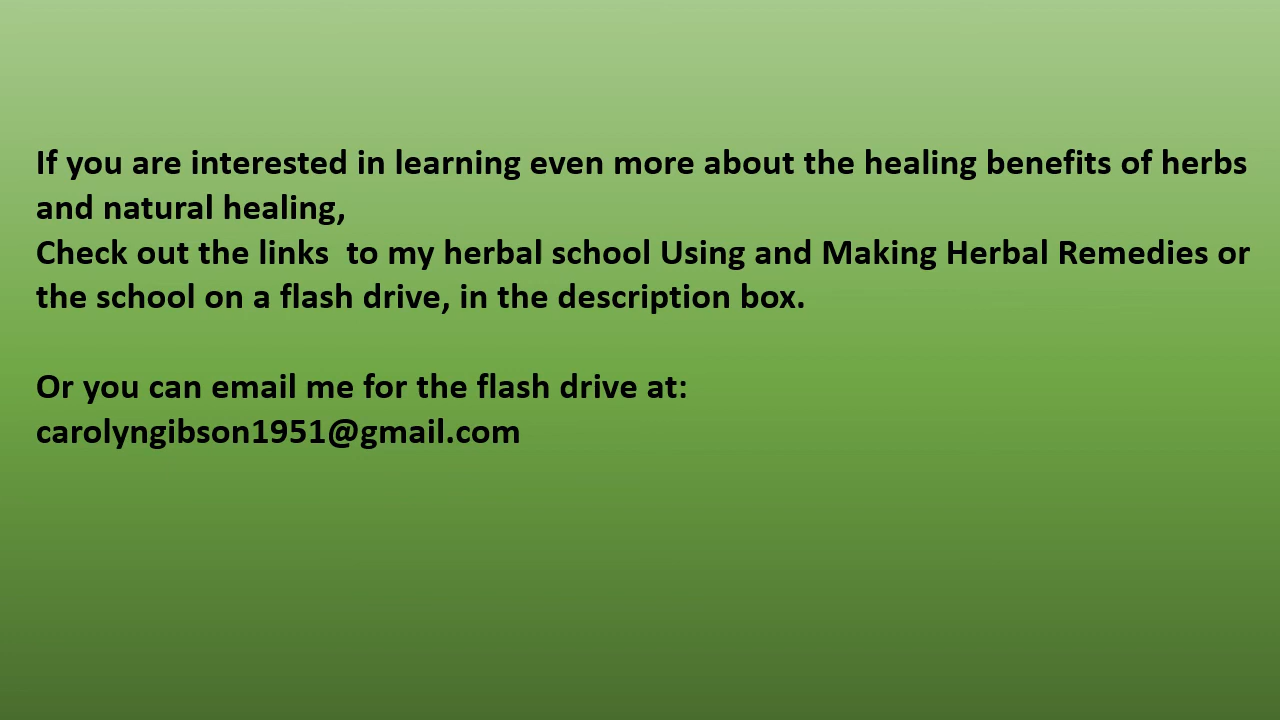 If you are interested in learning even more about the healing benefits of herbs
and natural healing,
Check out the links  to my herbal school Using and Making Herbal Remedies or
the school on a flash drive, in the description box.

Or you can email me for the flash drive at:
carolyngibson1951@gmail.com